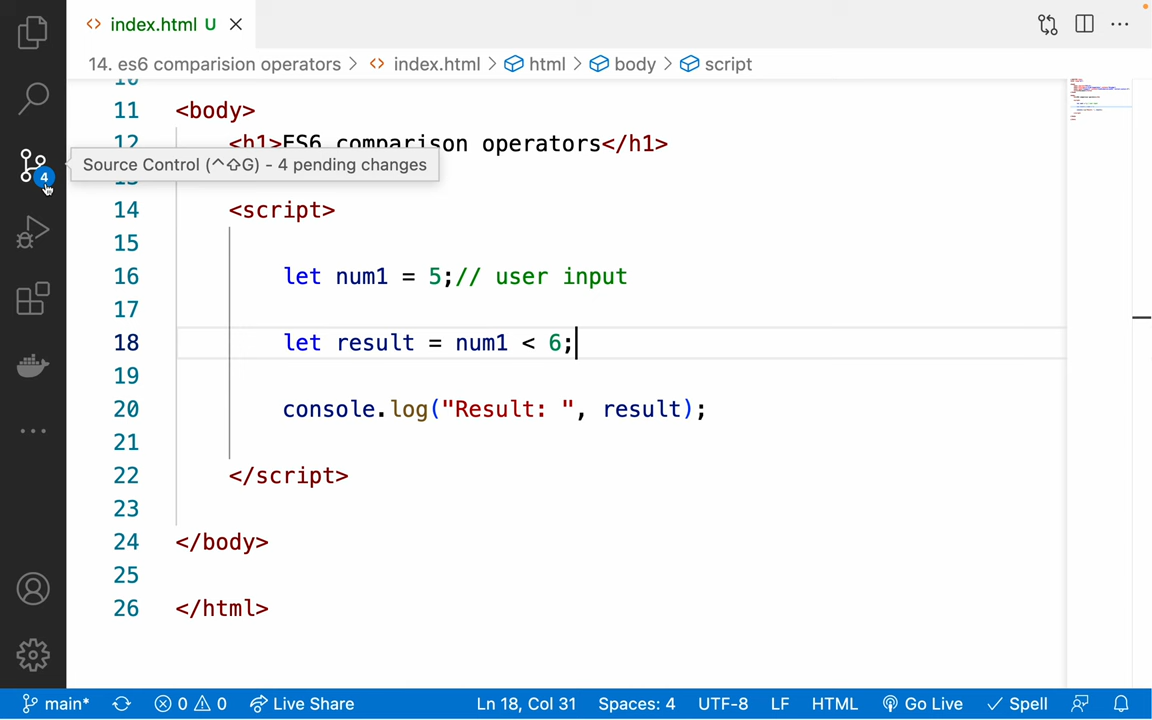 index.html U
14. es6 comparision operators > index.html > html > body > script
11 <body>
12 <h1>ES6 comparison operators</h1>
Source Control (^⇧G) - 4 pending changes
4
14 <script>
15
16 let num1 = 5;// user input
17
18 let result = num1 < 6;
19
20 console.log("Result: ", result);
21
22 </script>
23
24 </body>
25
26 </html>
main* 0 0 Live Share Ln 18, Col 31 Spaces: 4 UTF-8 LF HTML Go Live Spell